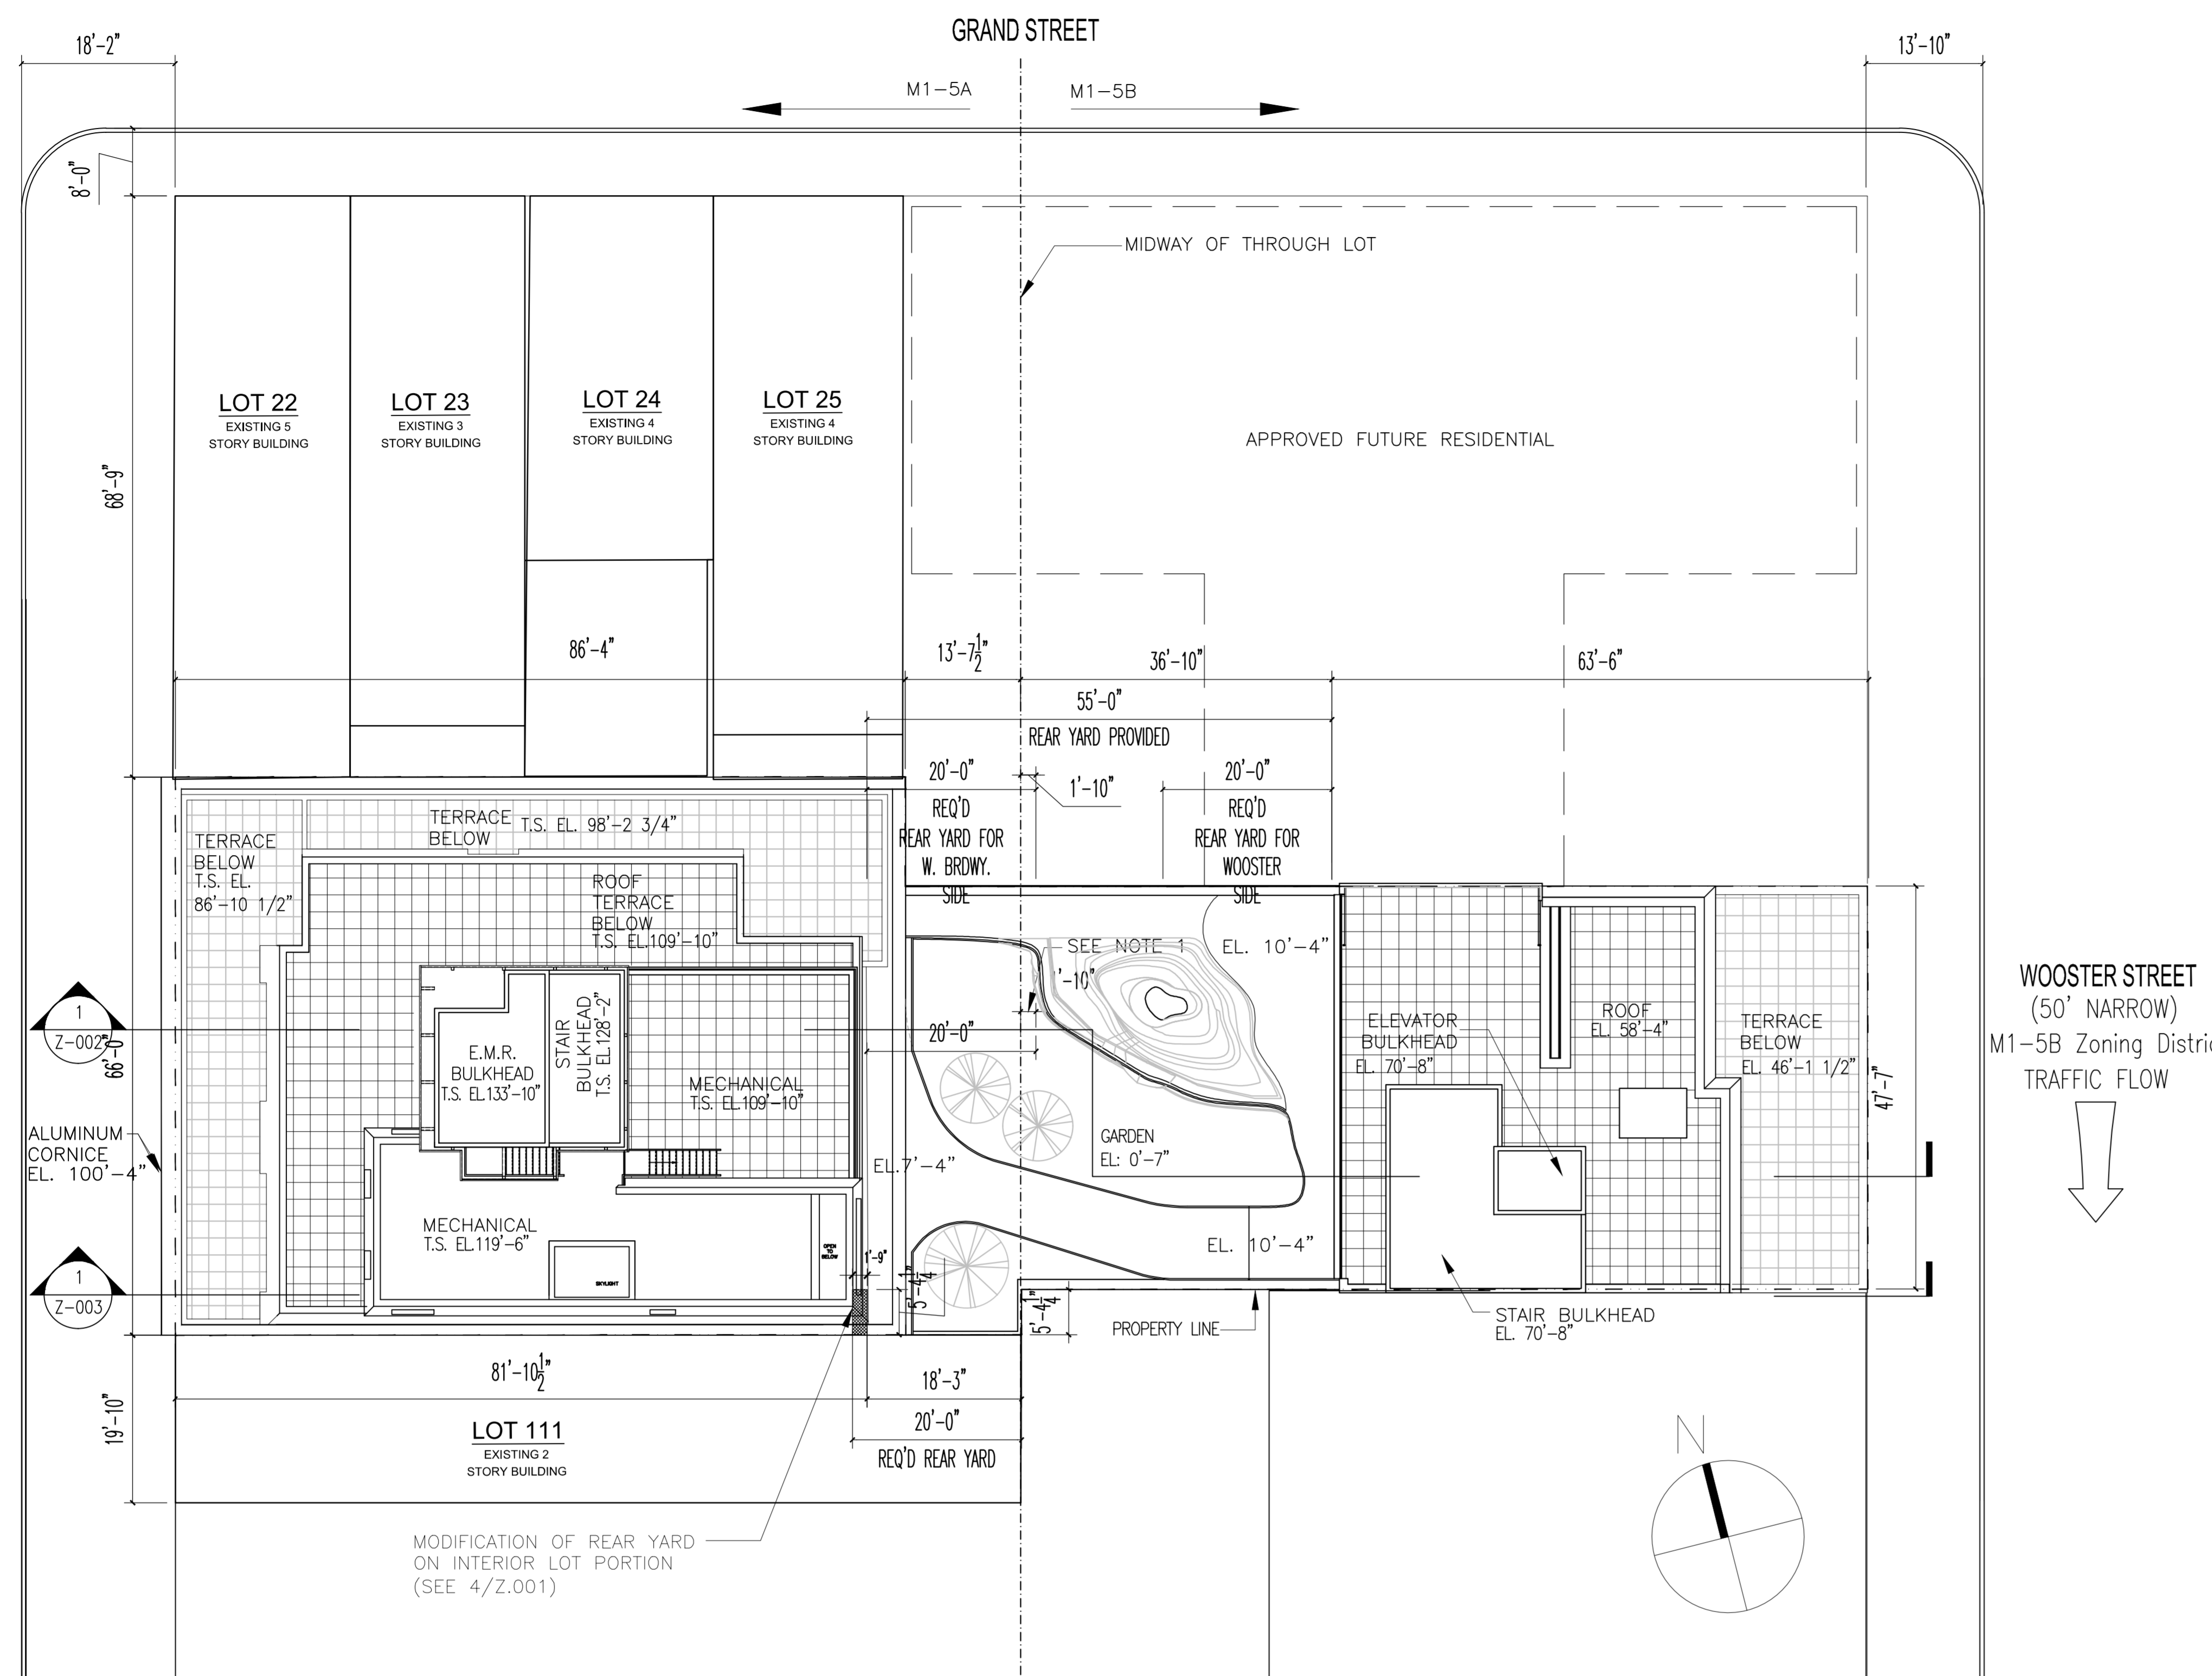 GRAND STREET
18'-2"
13'-10"
M1-5A
M1-5B
8'-0"
MIDWAY OF THROUGH LOT
LOT 22
EXISTING 5
STORY BUILDING
LOT 23
EXISTING 3
STORY BUILDING
LOT 24
EXISTING 4
STORY BUILDING
LOT 25
EXISTING 4
STORY BUILDING
APPROVED FUTURE RESIDENTIAL
68'-9"
86'-4"
13'-7 1/2"
36'-10"
63'-6"
55'-0"
REAR YARD PROVIDED
20'-0"
REQ'D
REAR YARD FOR
W. BRDWY.
SIDE
1'-10"
20'-0"
REQ'D
REAR YARD FOR
WOOSTER
SIDE
TERRACE
BELOW
T.S. EL.
86'-10 1/2"
TERRACE
BELOW
T.S. EL. 98'-2 3/4"
ROOF
TERRACE
BELOW
T.S. EL.109'-10"
SEE NOTE 1
'-10"
EL. 10'-4"
1
Z-002
66'-0"
E.M.R.
BULKHEAD
T.S. EL.133'-10"
STAIR
BULKHEAD
T.S. EL.128'-2"
MECHANICAL
T.S. EL.109'-10"
20'-0"
GARDEN
EL: 0'-7"
EL.7'-4"
ELEVATOR
BULKHEAD
EL. 70'-8"
ROOF
EL. 58'-4"
TERRACE
BELOW
EL. 46'-1 1/2"
47'-7"
WOOSTER STREET
(50' NARROW)
M1-5B Zoning Distri
TRAFFIC FLOW
ALUMINUM
CORNICE
EL. 100'-4"
MECHANICAL
T.S. EL.119'-6"
SKYLIGHT
OPEN
TO
BELOW
1'-9"
5'-4 1/4"
5'-4 1/4"
EL. 10'-4"
1
Z-003
PROPERTY LINE
STAIR BULKHEAD
EL. 70'-8"
81'-10 1/2"
18'-3"
20'-0"
REQ'D REAR YARD
19'-10"
LOT 111
EXISTING 2
STORY BUILDING
N
MODIFICATION OF REAR YARD
ON INTERIOR LOT PORTION
(SEE 4/Z.001)